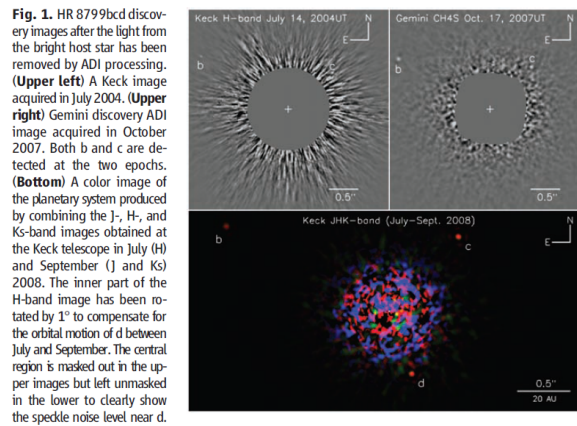 Fig. 1. HR 8799bcd discov-
ery images after the light from
the bright host star has been
removed by ADI processing.
(Upper left) A Keck image
acquired in July 2004. (Upper
right) Gemini discovery ADI
image acquired in October
2007. Both b and c are de-
tected at the two epochs.
(Bottom) A color image of
the planetary system produced
by combining the J-, H-, and
Ks-band images obtained at
the Keck telescope in July (H)
and September (J and Ks)
2008. The inner part of the
H-band image has been ro-
tated by 1° to compensate for
the orbital motion of d between
July and September. The central
region is masked out in the up-
per images but left unmasked
in the lower to clearly show
the speckle noise level near d.
Keck H-band July 14, 2004UT
N
E
b
c
0.5"
Gemini CH4S Oct. 17, 2007UT
N
E
b
c
0.5"
Keck JHK-band (July-Sept. 2008)
N
E
b
c
d
0.5"
20 AU